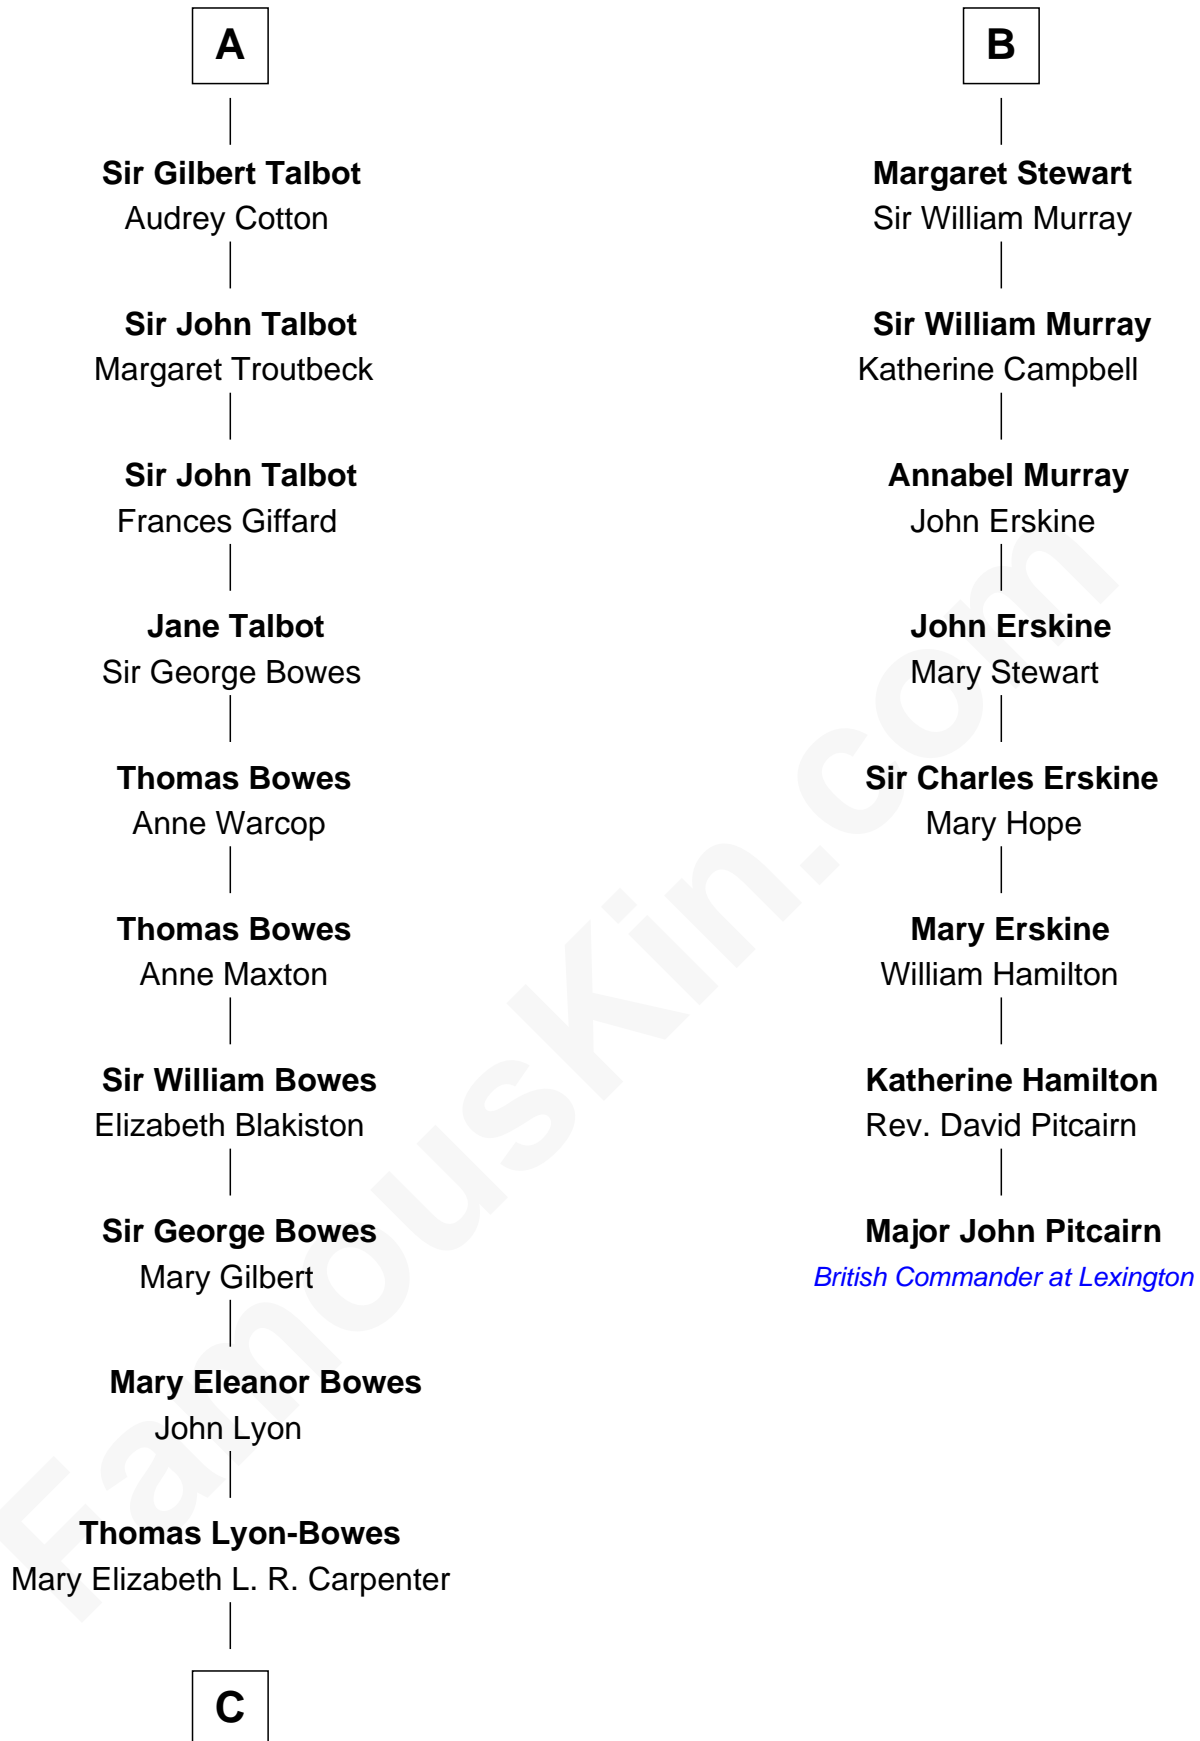 A
Sir Gilbert Talbot
Audrey Cotton
Sir John Talbot
Margaret Troutbeck
Sir John Talbot
Frances Giffard
Jane Talbot
Sir George Bowes
Thomas Bowes
Anne Warcop
Thomas Bowes
Anne Maxton
Sir William Bowes
Elizabeth Blakiston
Sir George Bowes
Mary Gilbert
Mary Eleanor Bowes
John Lyon
Thomas Lyon-Bowes
Mary Elizabeth L. R. Carpenter
C
B
Margaret Stewart
Sir William Murray
Sir William Murray
Katherine Campbell
Annabel Murray
John Erskine
John Erskine
Mary Stewart
Sir Charles Erskine
Mary Hope
Mary Erskine
William Hamilton
Katherine Hamilton
Rev. David Pitcairn
Major John Pitcairn
British Commander at Lexington
FamousKin.com